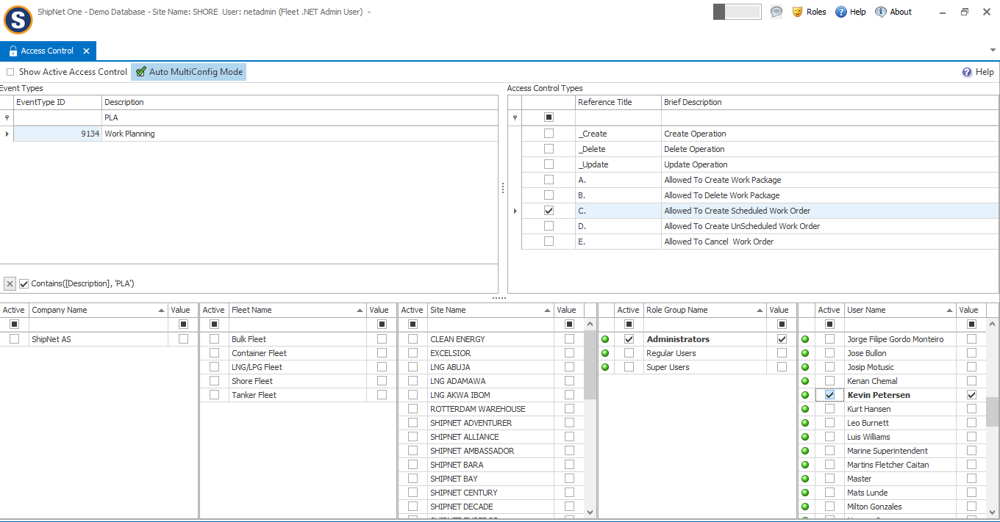 S
ShipNet One - Demo Database - Site Name: SHORE User: netadmin (Fleet .NET Admin User) -
Roles Help About
Access Control
Show Active Access Control Auto MultiConfig Mode Help
Event Types
EventType ID Description
PLA
9134 Work Planning
Contains([Description], 'PLA')
Access Control Types
Reference Title Brief Description
_Create Create Operation
_Delete Delete Operation
_Update Update Operation
A. Allowed To Create Work Package
B. Allowed To Delete Work Package
C. Allowed To Create Scheduled Work Order
D. Allowed To Create UnScheduled Work Order
E. Allowed To Cancel Work Order
Active Company Name Value
ShipNet AS
Active Fleet Name Value
Bulk Fleet
Container Fleet
LNG/LPG Fleet
Shore Fleet
Tanker Fleet
Active Site Name Value
CLEAN ENERGY
EXCELSIOR
LNG ABUJA
LNG ADAMAWA
LNG AKWA IBOM
ROTTERDAM WAREHOUSE
SHIPNET ADVENTURER
SHIPNET ALLIANCE
SHIPNET AMBASSADOR
SHIPNET BARA
SHIPNET BAY
SHIPNET CENTURY
SHIPNET DECADE
Active Role Group Name Value
Administrators
Regular Users
Super Users
Active User Name Value
Jorge Filipe Gordo Monteiro
Jose Bullon
Josip Motusic
Kenan Chemal
Kevin Petersen
Kurt Hansen
Leo Burnett
Luis Williams
Marine Superintendent
Martins Fletcher Caitan
Master
Mats Lunde
Milton Gonzales